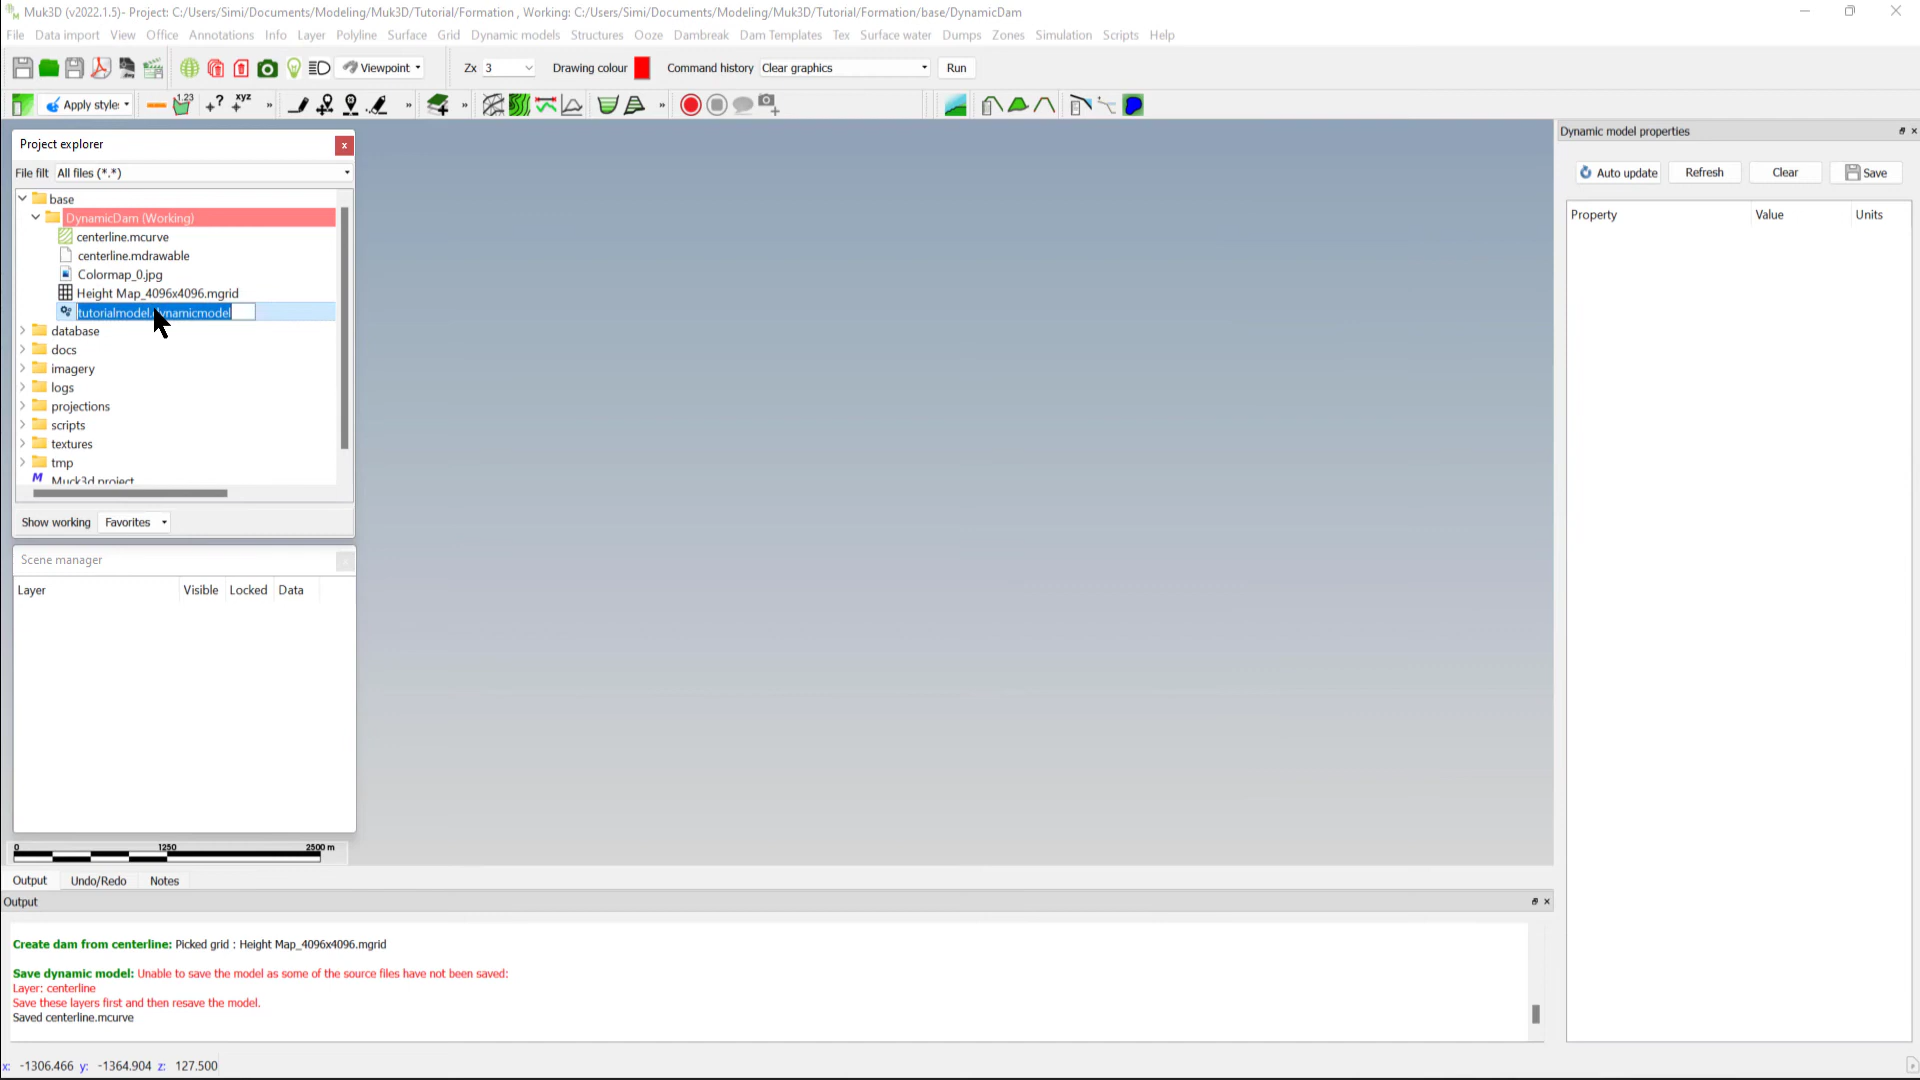 Muk3D (v2022.1.5)- Project: C:/Users/Simi/Documents/Modeling/Muk3D/Tutorial/Formation , Working: C:/Users/Simi/Documents/Modeling/Muk3D/Tutorial/Formation/base/DynamicDam
File Data import View Office Annotations Info Layer Polyline Surface Grid Dynamic models Structures Ooze Dambreak Dam Templates Tex Surface water Dumps Zones Simulation Scripts Help
Viewpoint Zx 3 Drawing colour Command history Clear graphics Run
Apply style: 1.23 ? xyz » » » »
Project explorer
File filt All files (*.*)
base
DynamicDam (Working)
centerline.mcurve
centerline.mdrawable
Colormap_0.jpg
Height Map_4096x4096.mgrid
tutorialmodel.dynamicmodel
database
docs
imagery
logs
projections
scripts
textures
tmp
Muck3d project
Show working Favorites
Scene manager
Layer Visible Locked Data
0 1250 2500 m
Output Undo/Redo Notes
Output
Create dam from centerline: Picked grid : Height Map_4096x4096.mgrid
Save dynamic model: Unable to save the model as some of the source files have not been saved:
Layer: centerline
Save these layers first and then resave the model.
Saved centerline.mcurve
x: -1306.466 y: -1364.904 z: 127.500
Dynamic model properties
Auto update Refresh Clear Save
Property Value Units